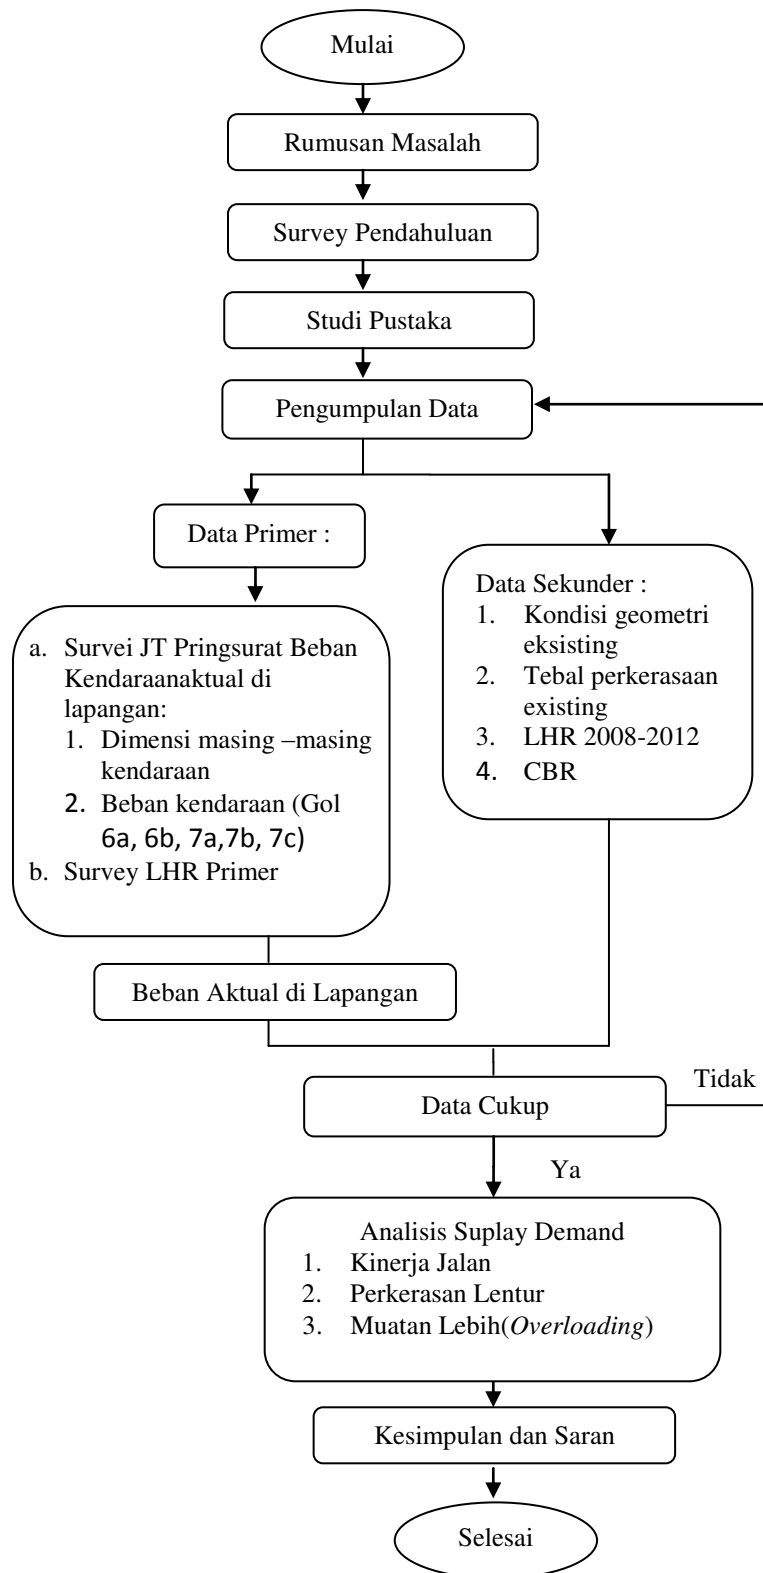 Mulai
Rumusan Masalah
Survey Pendahuluan
Studi Pustaka
Pengumpulan Data
Data Primer :
a. Survei JT Pringsurat Beban
Kendaraanaktual di
lapangan:
1. Dimensi masing –masing
kendaraan
2. Beban kendaraan (Gol
6a, 6b, 7a,7b, 7c)
b. Survey LHR Primer
Data Sekunder :
1. Kondisi geometri
eksisting
2. Tebal perkerasaan
existing
3. LHR 2008-2012
4. CBR
Beban Aktual di Lapangan
Data Cukup
Tidak
Ya
Analisis Suplay Demand
1. Kinerja Jalan
2. Perkerasan Lentur
3. Muatan Lebih(Overloading)
Kesimpulan dan Saran
Selesai